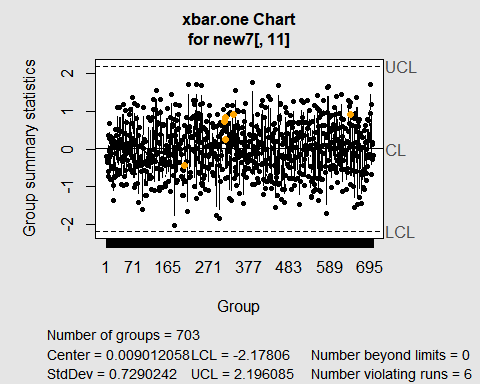 xbar.one Chart
for new7[, 11]
Group summary statistics
2
1
0
-1
-2
UCL
CL
LCL
1 71 165 271 377 483 589 695
Group
Number of groups = 703
Center = 0.009012058 LCL = -2.17806 Number beyond limits = 0
StdDev = 0.7290242 UCL = 2.196085 Number violating runs = 6